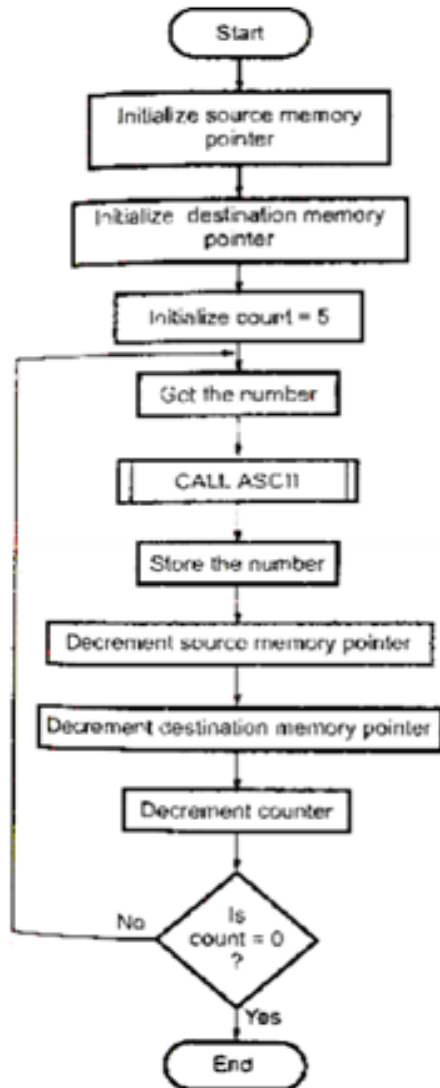 Start
Initialize source memory
pointer
Initialize destination memory
pointer
Initialize count = 5
Get the number
CALL ASCII
Store the number
Decrement source memory pointer
Decrement destination memory pointer
Decrement counter
No
Is
count = 0
?
Yes
End